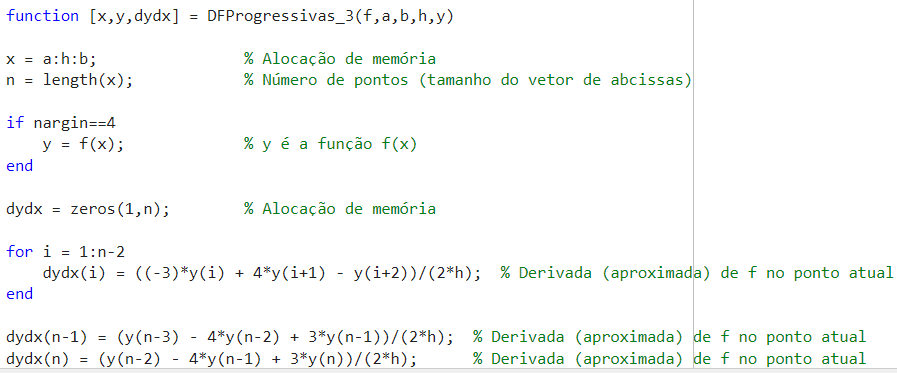 function [x,y,dydx] = DFProgressivas_3(f,a,b,h,y)
x = a:h:b; % Alocação de memória
n = length(x); % Número de pontos (tamanho do vetor de abcissas)
if nargin==4
y = f(x); % y é a função f(x)
end
dydx = zeros(1,n); % Alocação de memória
for i = 1:n-2
dydx(i) = ((-3)*y(i) + 4*y(i+1) - y(i+2))/(2*h); % Derivada (aproximada) de f no ponto atual
end
dydx(n-1) = (y(n-3) - 4*y(n-2) + 3*y(n-1))/(2*h); % Derivada (aproximada) de f no ponto atual
dydx(n) = (y(n-2) - 4*y(n-1) + 3*y(n))/(2*h); % Derivada (aproximada) de f no ponto atual